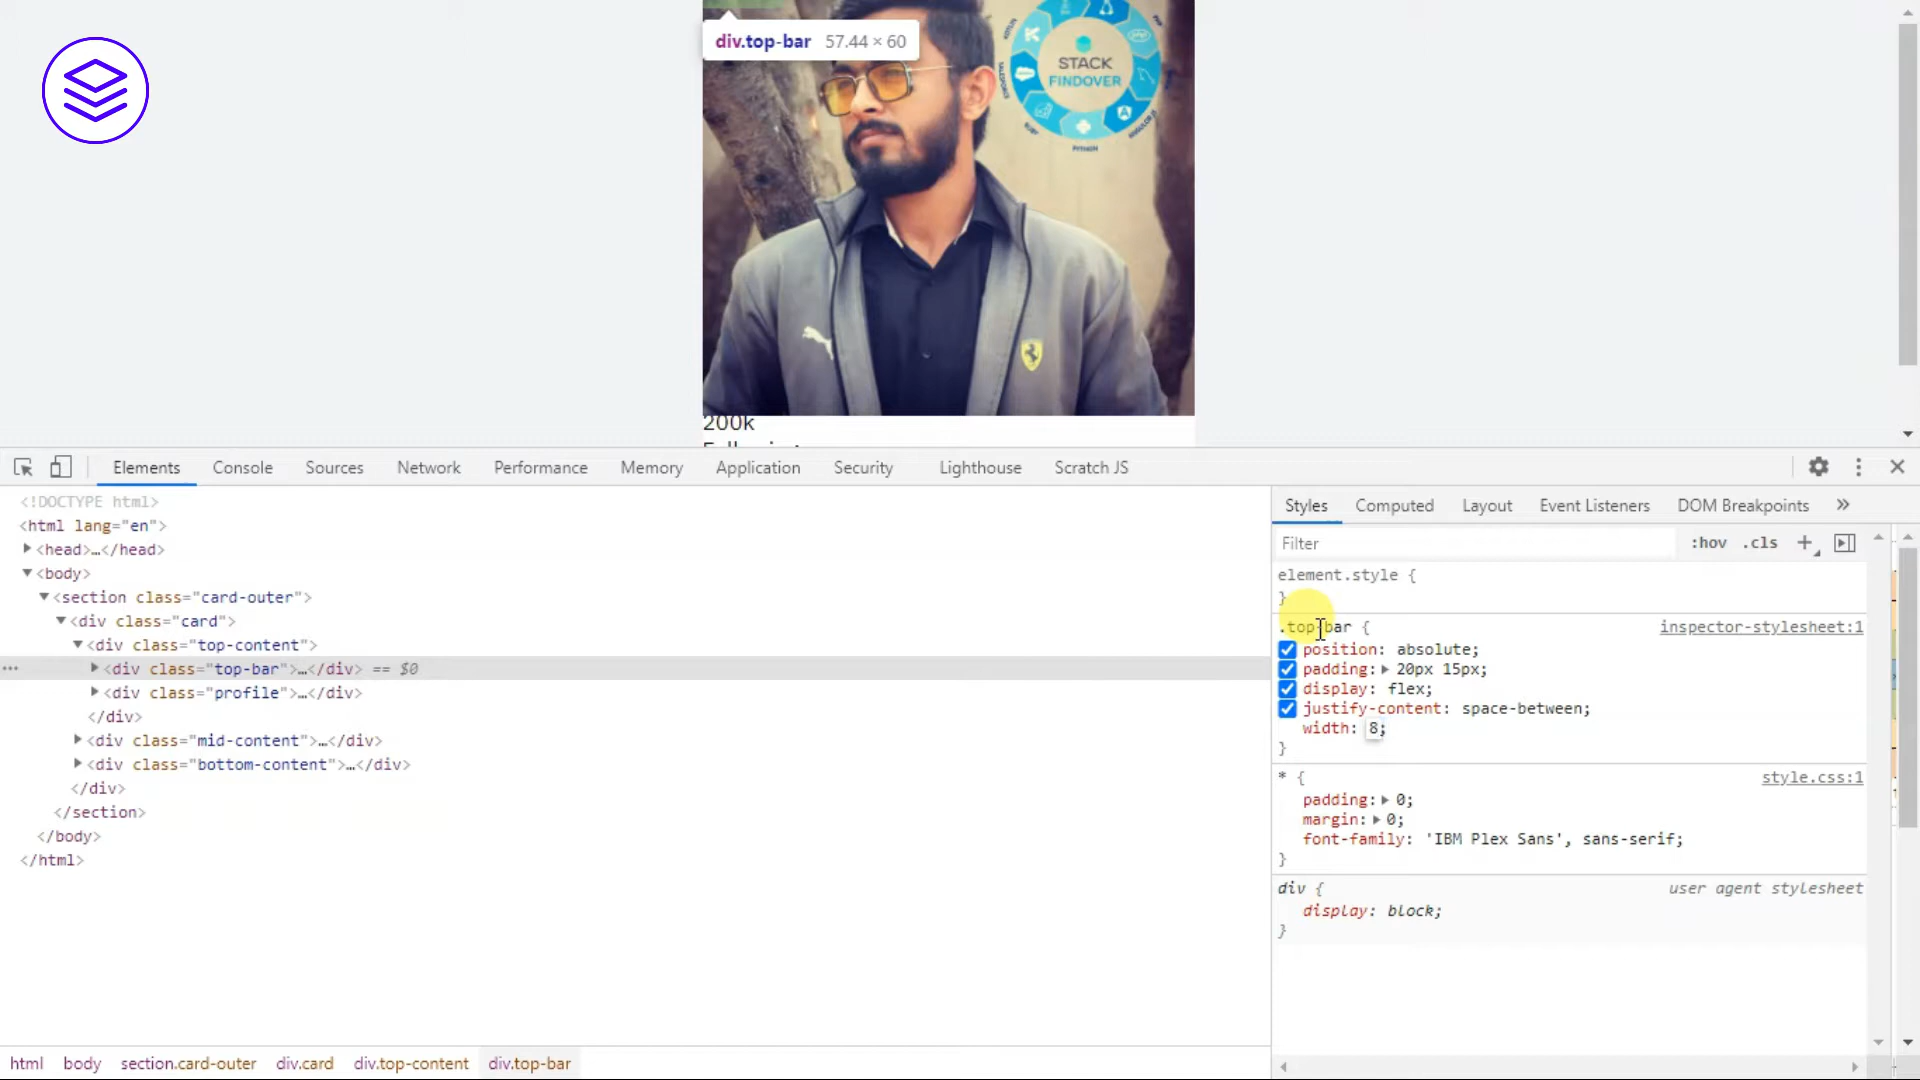 div.top-bar 57.44 × 60
STACK
FINDOVER
PHP
PYTHON
RUBY
ANGULAR JS
200k
Elements Console Sources Network Performance Memory Application Security Lighthouse Scratch JS
<!DOCTYPE html>
<html lang="en">
<head>…</head>
<body>
<section class="card-outer">
<div class="card">
<div class="top-content">
<div class="top-bar">…</div> == $0
<div class="profile">…</div>
</div>
<div class="mid-content">…</div>
<div class="bottom-content">…</div>
</div>
</section>
</body>
</html>
html body section.card-outer div.card div.top-content div.top-bar
Styles Computed Layout Event Listeners DOM Breakpoints »
Filter :hov .cls +
element.style {
}
.top-bar { inspector-stylesheet:1
position: absolute;
padding: 20px 15px;
display: flex;
justify-content: space-between;
width: 8;
}
* { style.css:1
padding: 0;
margin: 0;
font-family: 'IBM Plex Sans', sans-serif;
}
div { user agent stylesheet
display: block;
}